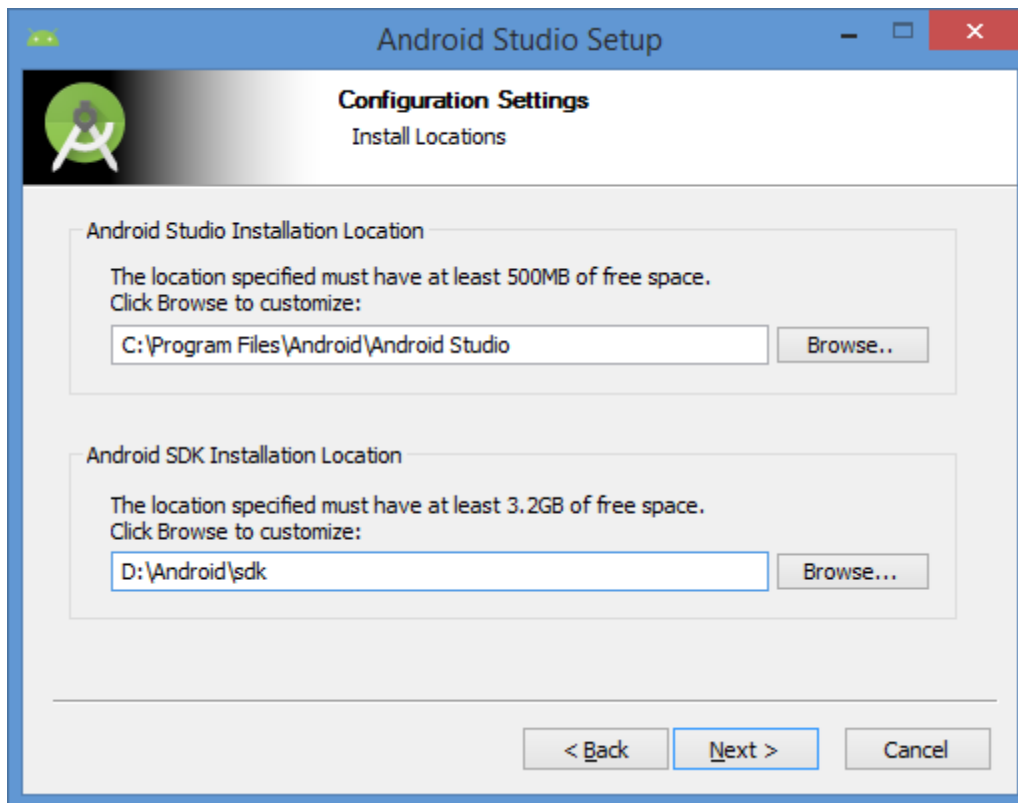 Android Studio Setup
Configuration Settings
Install Locations
Android Studio Installation Location
The location specified must have at least 500MB of free space.
Click Browse to customize:
C:\Program Files\Android\Android Studio
Browse..
Android SDK Installation Location
The location specified must have at least 3.2GB of free space.
Click Browse to customize:
D:\Android\sdk
Browse...
< Back
Next >
Cancel